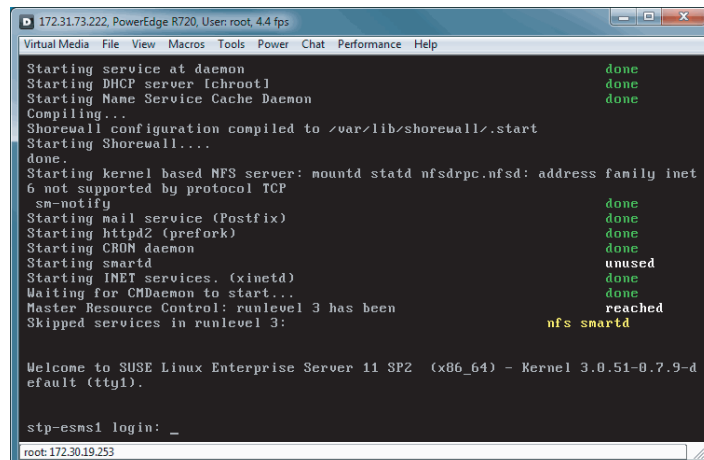 172.31.73.222, PowerEdge R720, User: root, 4.4 fps
Virtual Media File View Macros Tools Power Chat Performance Help
Starting service at daemon done
Starting DHCP server [chroot] done
Starting Name Service Cache Daemon done
Compiling...
Shorewall configuration compiled to /var/lib/shorewall/.start
Starting Shorewall....
done.
Starting kernel based NFS server: mountd statd nfsdrpc.nfsd: address family inet
6 not supported by protocol TCP
sm-notify done
Starting mail service (Postfix) done
Starting httpd2 (prefork) done
Starting CRON daemon done
Starting smartd unused
Starting INET services. (xinetd) done
Waiting for CMDaemon to start... done
Master Resource Control: runlevel 3 has been reached
Skipped services in runlevel 3: nfs smartd
Welcome to SUSE Linux Enterprise Server 11 SP2 (x86_64) - Kernel 3.0.51-0.7.9-d
efault (tty1).
stp-esms1 login: _
root: 172.30.19.253